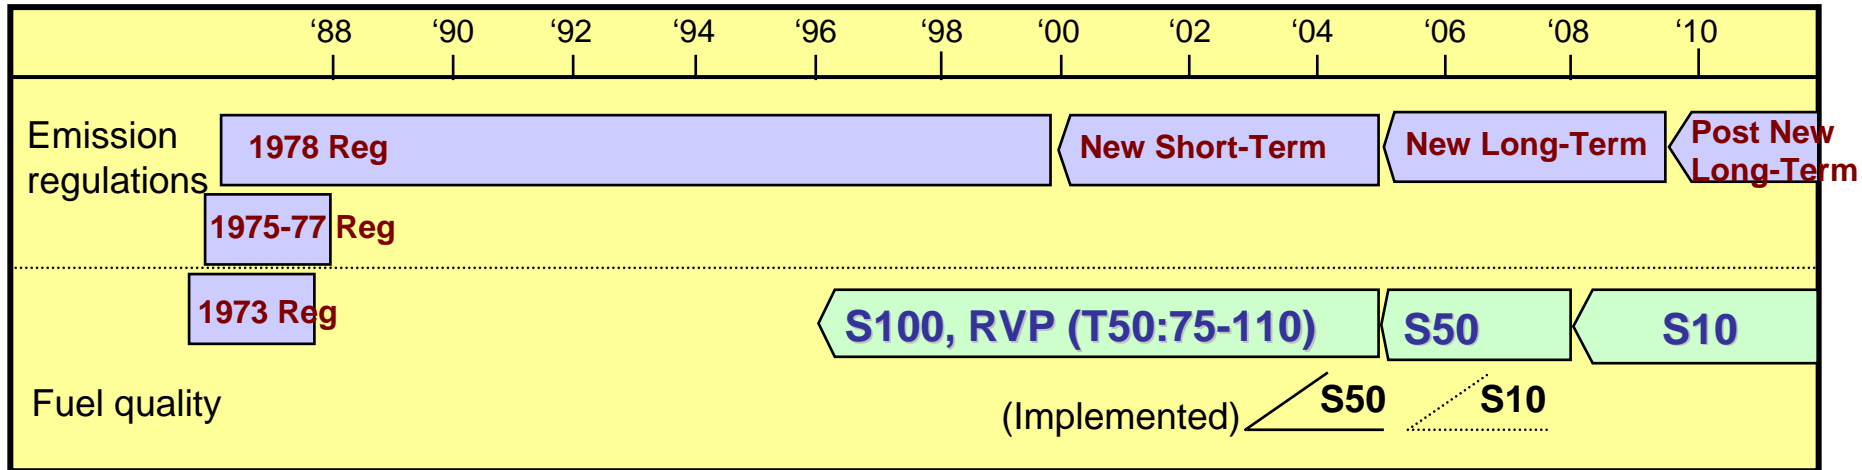 ‘88 ‘90 ‘92 ‘94 ‘96 ‘98 ‘00 ‘02 ‘04 ‘06 ‘08 ‘10
Emission
regulations
1978 Reg
New Short-Term
New Long-Term
Post New
Long-Term
1975-77 Reg
1973 Reg
S100, RVP (T50:75-110)
S50
S10
Fuel quality
(Implemented)
S50
S10